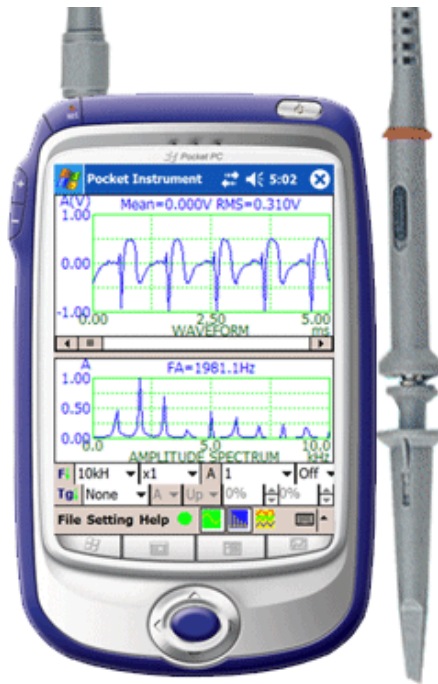 Pocket PC
Pocket Instrument 5:02
A(V) Mean=0.000V RMS=0.310V
1.00
0.00
-1.00
0.00 2.50 5.00
WAVEFORM ms
A FA=1981.1Hz
1.00
0.50
0.00
0.0 5.0 10.0
AMPLITUDE SPECTRUM kHz
F 10kH x1 A 1 Off
Tg None A Up 0% 0%
File Setting Help